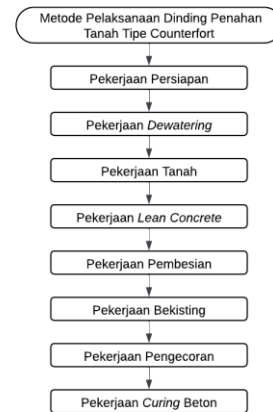 Metode Pelaksanaan Dinding Penahan
Tanah Tipe Counterfort
Pekerjaan Persiapan
Pekerjaan Dewatering
Pekerjaan Tanah
Pekerjaan Lean Concrete
Pekerjaan Pembesian
Pekerjaan Bekisting
Pekerjaan Pengecoran
Pekerjaan Curing Beton